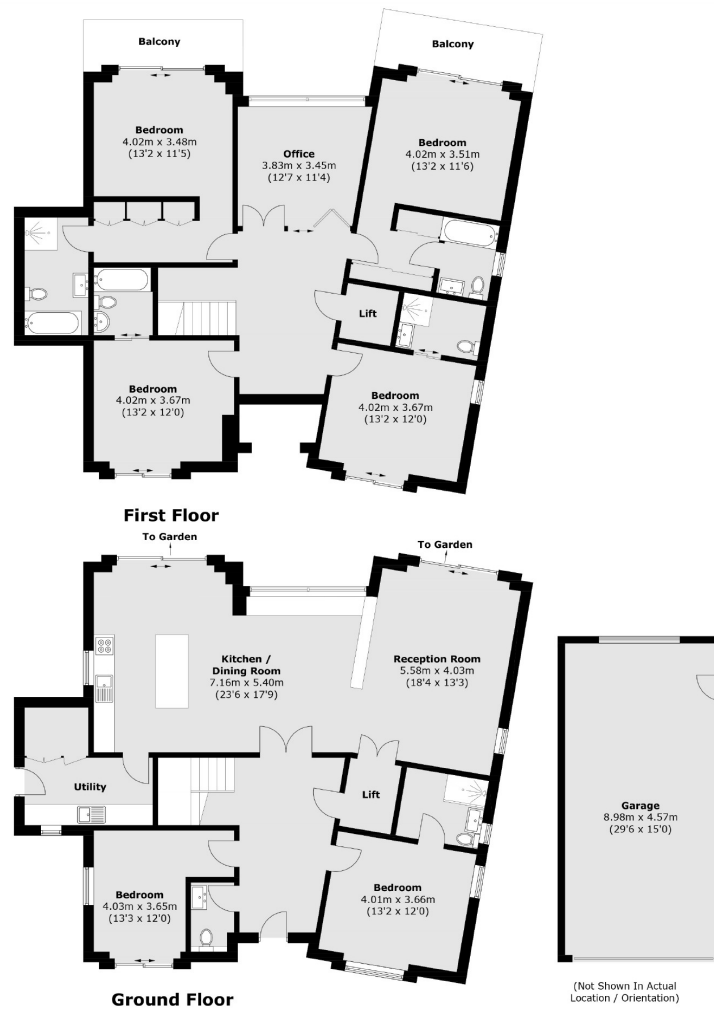 Balcony
Balcony
Bedroom
4.02m x 3.48m
(13'2 x 11'5)
Office
3.83m x 3.45m
(12'7 x 11'4)
Bedroom
4.02m x 3.51m
(13'2 x 11'6)
Lift
Bedroom
4.02m x 3.67m
(13'2 x 12'0)
Bedroom
4.02m x 3.67m
(13'2 x 12'0)
First Floor
To Garden
To Garden
Kitchen /
Dining Room
7.16m x 5.40m
(23'6 x 17'9)
Reception Room
5.58m x 4.03m
(18'4 x 13'3)
Utility
Lift
Garage
8.98m x 4.57m
(29'6 x 15'0)
Bedroom
4.03m x 3.65m
(13'3 x 12'0)
Bedroom
4.01m x 3.66m
(13'2 x 12'0)
Ground Floor
(Not Shown In Actual
Location / Orientation)